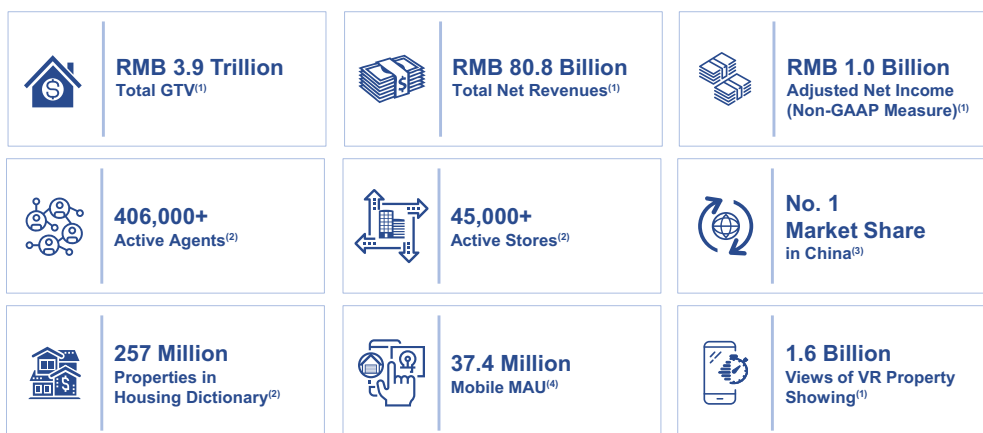 RMB 3.9 Trillion
Total GTV(1)
RMB 80.8 Billion
Total Net Revenues(1)
RMB 1.0 Billion
Adjusted Net Income
(Non-GAAP Measure)(1)
406,000+
Active Agents(2)
45,000+
Active Stores(2)
No. 1
Market Share
in China(3)
257 Million
Properties in
Housing Dictionary(2)
37.4 Million
Mobile MAU(4)
1.6 Billion
Views of VR Property
Showing(1)